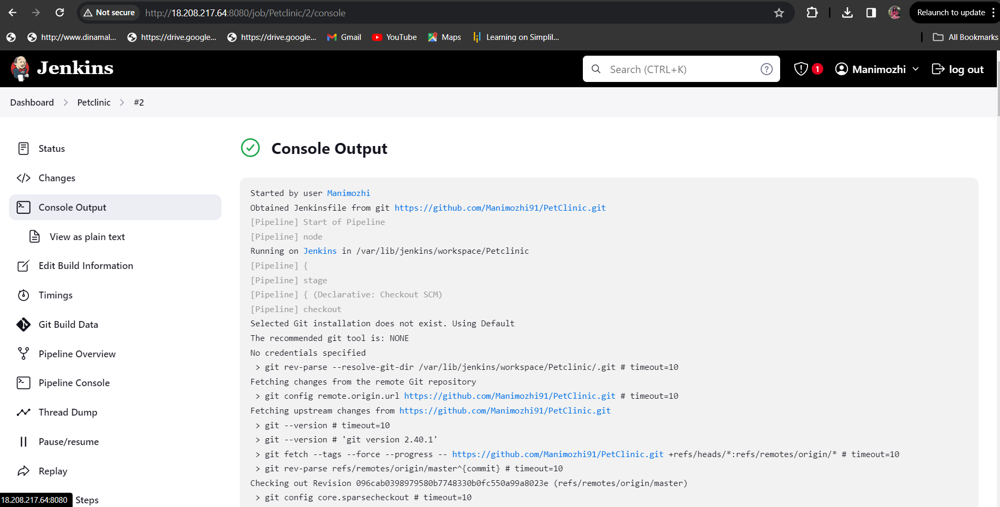 Not secure http://18.208.217.64:8080/job/Petclinic/2/console Relaunch to update
http://www.dinamal... https://drive.google... https://drive.google... Gmail YouTube Maps Learning on Simplil... All Bookmarks
Jenkins Search (CTRL+K) 1 Manimozhi log out
Dashboard Petclinic #2
Status
Changes
Console Output
View as plain text
Edit Build Information
Timings
Git Build Data
Pipeline Overview
Pipeline Console
Thread Dump
Pause/resume
Replay
Steps
18.208.217.64:8080
Console Output
Started by user Manimozhi
Obtained Jenkinsfile from git https://github.com/Manimozhi91/PetClinic.git
[Pipeline] Start of Pipeline
[Pipeline] node
Running on Jenkins in /var/lib/jenkins/workspace/Petclinic
[Pipeline] {
[Pipeline] stage
[Pipeline] { (Declarative: Checkout SCM)
[Pipeline] checkout
Selected Git installation does not exist. Using Default
The recommended git tool is: NONE
No credentials specified
> git rev-parse --resolve-git-dir /var/lib/jenkins/workspace/Petclinic/.git # timeout=10
Fetching changes from the remote Git repository
> git config remote.origin.url https://github.com/Manimozhi91/PetClinic.git # timeout=10
Fetching upstream changes from https://github.com/Manimozhi91/PetClinic.git
> git --version # timeout=10
> git --version # 'git version 2.40.1'
> git fetch --tags --force --progress -- https://github.com/Manimozhi91/PetClinic.git +refs/heads/*:refs/remotes/origin/* # timeout=10
> git rev-parse refs/remotes/origin/master^{commit} # timeout=10
Checking out Revision 096cab0398979580b7748330b0fc550a99a8023e (refs/remotes/origin/master)
> git config core.sparsecheckout # timeout=10